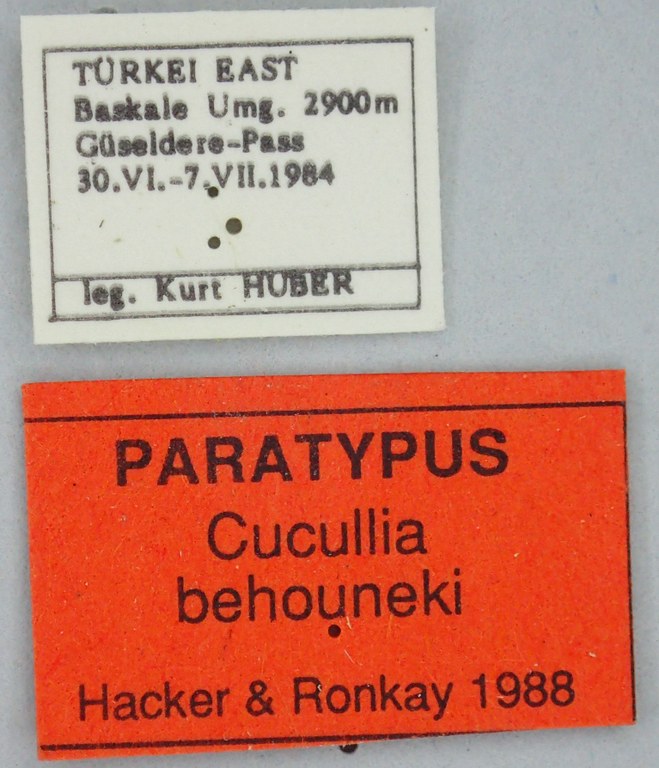 TÜRKEI EAST
Baskale Umg. 2900m
Güseldere-Pass
30.VI.-7.VII.1984
leg. Kurt HUBER
PARATYPUS
Cucullia
behouneki
Hacker & Ronkay 1988